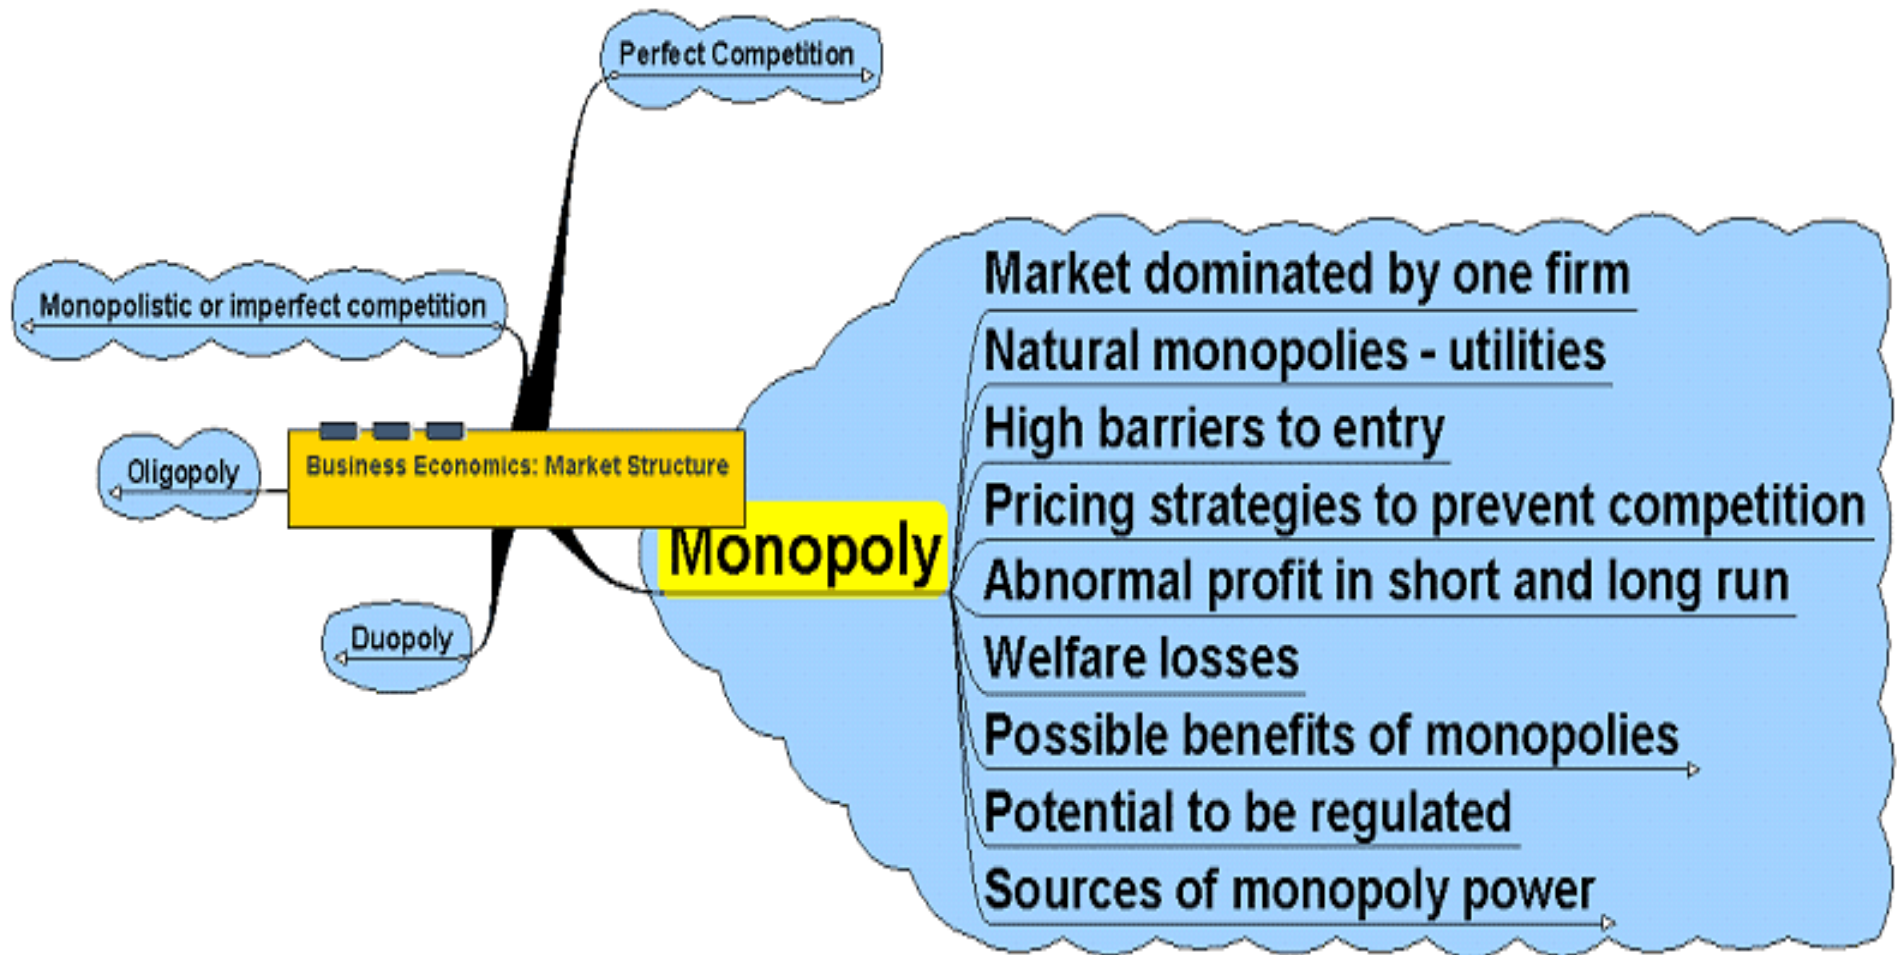 Perfect Competition
Monopolistic or imperfect competition
Oligopoly
Business Economics: Market Structure
Duopoly
Monopoly
Market dominated by one firm
Natural monopolies - utilities
High barriers to entry
Pricing strategies to prevent competition
Abnormal profit in short and long run
Welfare losses
Possible benefits of monopolies
Potential to be regulated
Sources of monopoly power